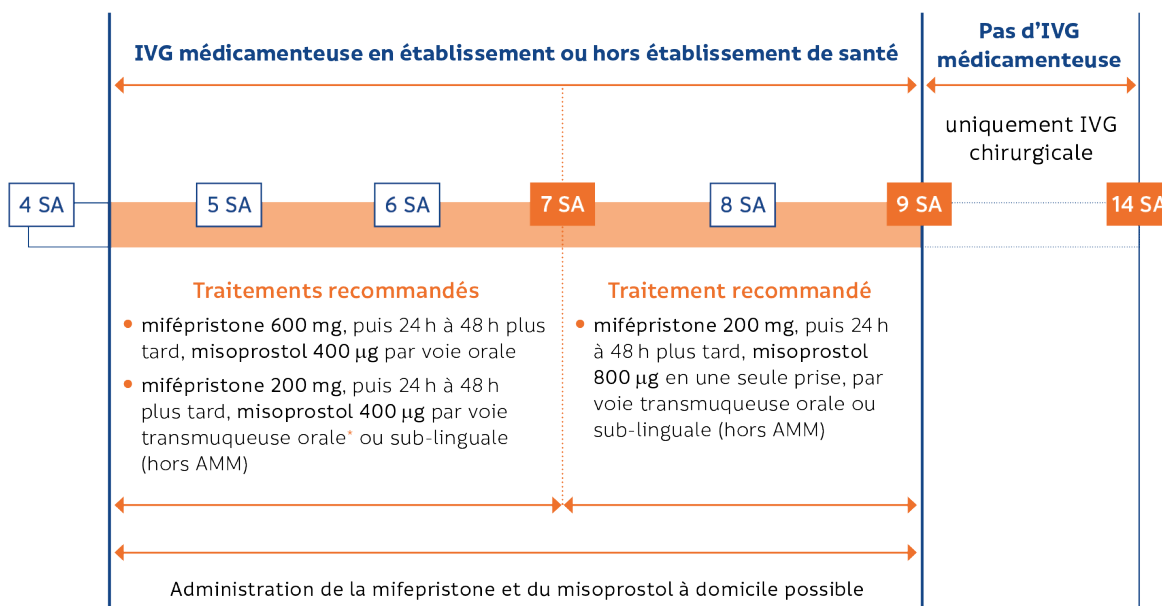 IVG médicamenteuse en établissement ou hors établissement de santé
Pas d’IVG
médicamenteuse
uniquement IVG
chirurgicale
4 SA
5 SA
6 SA
7 SA
8 SA
9 SA
14 SA
Traitements recommandés
• mifépristone 600 mg, puis 24 h à 48 h plus
tard, misoprostol 400 µg par voie orale
• mifépristone 200 mg, puis 24 h à 48 h
plus tard, misoprostol 400 µg par voie
transmuqueuse orale* ou sub-linguale
(hors AMM)
Traitement recommandé
• mifépristone 200 mg, puis 24 h
à 48 h plus tard, misoprostol
800 µg en une seule prise, par
voie transmuqueuse orale ou
sub-linguale (hors AMM)
Administration de la mifepristone et du misoprostol à domicile possible